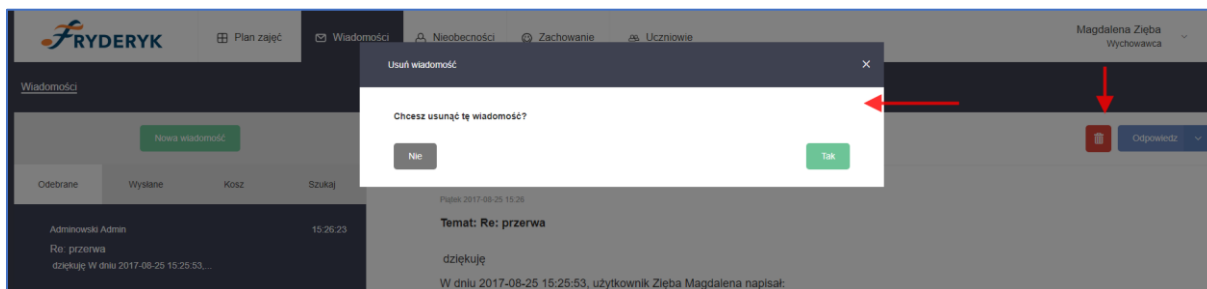 FRYDERYK
Plan zajęć
Wiadomości
Nieobecności
Zachowanie
Uczniowie
Magdalena Zięba
Wychowawca
Usuń wiadomość
Wiadomości
Chcesz usunąć tę wiadomość?
Nowa wiadomość
Odpowiedz
Nie
Tak
Odebrane
Wysłane
Kosz
Szukaj
Piątek 2017-08-25 15:26
Temat: Re: przerwa
Adminowski Admin
15:26:23
Re: przerwa
dziękuję W dniu 2017-08-25 15:25:53,...
dziękuję
W dniu 2017-08-25 15:25:53, użytkownik Zięba Magdalena napisał: